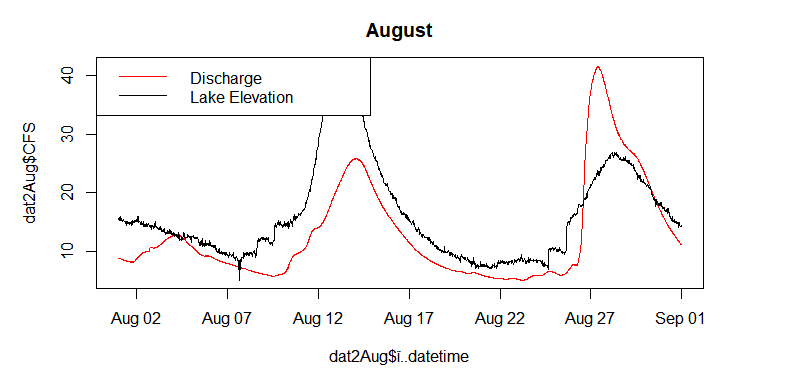 August
Discharge
Lake Elevation
dat2Aug$CFS
10
20
30
40
Aug 02
Aug 07
Aug 12
Aug 17
Aug 22
Aug 27
Sep 01
dat2Aug$ï..datetime